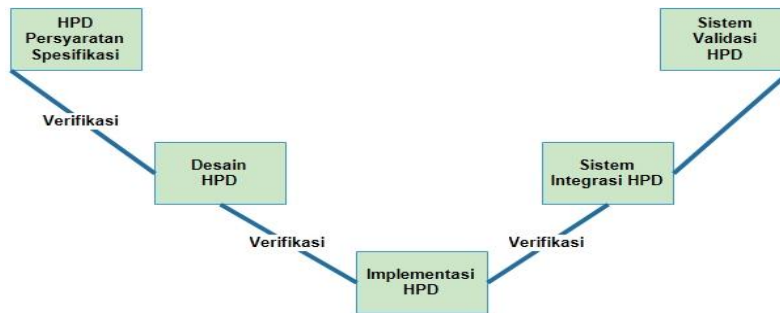 HPD
Persyaratan
Spesifikasi
Sistem
Validasi
HPD
Verifikasi
Desain
HPD
Sistem
Integrasi HPD
Verifikasi
Verifikasi
Implementasi
HPD